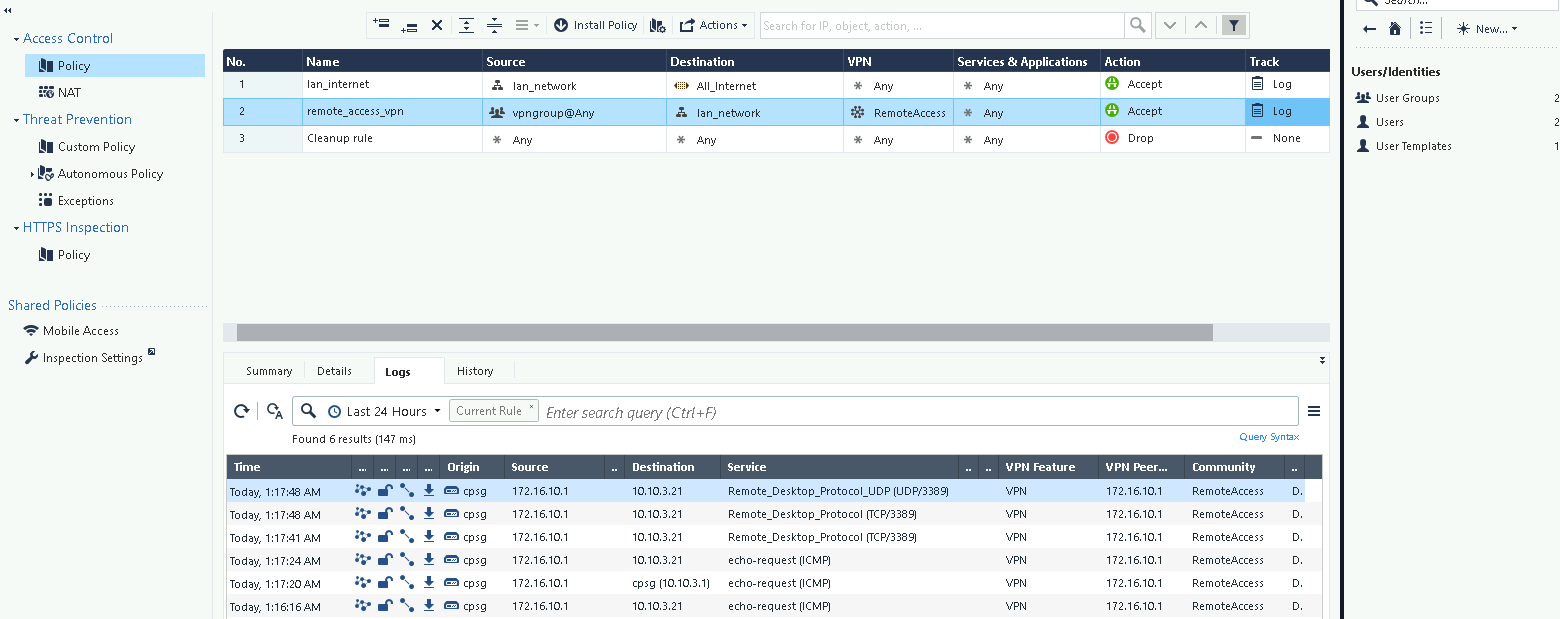 Access Control
Policy
NAT
Threat Prevention
Custom Policy
Autonomous Policy
Exceptions
HTTPS Inspection
Policy
Shared Policies
Mobile Access
Inspection Settings
Install Policy Actions Search for IP, object, action, ...
No. Name Source Destination VPN Services & Applications Action Track
1 lan_internet lan_network All_Internet * Any * Any Accept Log
2 remote_access_vpn vpngroup@Any lan_network RemoteAccess * Any Accept Log
3 Cleanup rule * Any * Any * Any * Any Drop None
Summary Details Logs History
Last 24 Hours Current Rule × Enter search query (Ctrl+F)
Found 6 results (147 ms) Query Syntax
Time ... ... ... ... Origin Source .. Destination Service .. .. VPN Feature VPN Peer... Community ..
Today, 1:17:48 AM cpsg 172.16.10.1 10.10.3.21 Remote_Desktop_Protocol_UDP (UDP/3389) VPN 172.16.10.1 RemoteAccess D.
Today, 1:17:48 AM cpsg 172.16.10.1 10.10.3.21 Remote_Desktop_Protocol (TCP/3389) VPN 172.16.10.1 RemoteAccess D.
Today, 1:17:41 AM cpsg 172.16.10.1 10.10.3.21 Remote_Desktop_Protocol (TCP/3389) VPN 172.16.10.1 RemoteAccess D.
Today, 1:17:24 AM cpsg 172.16.10.1 10.10.3.21 echo-request (ICMP) VPN 172.16.10.1 RemoteAccess D.
Today, 1:17:20 AM cpsg 172.16.10.1 cpsg (10.10.3.1) echo-request (ICMP) VPN 172.16.10.1 RemoteAccess D.
Today, 1:16:16 AM cpsg 172.16.10.1 10.10.3.21 echo-request (ICMP) VPN 172.16.10.1 RemoteAccess D.
Search...
New...
Users/Identities
User Groups 2
Users 2
User Templates 1